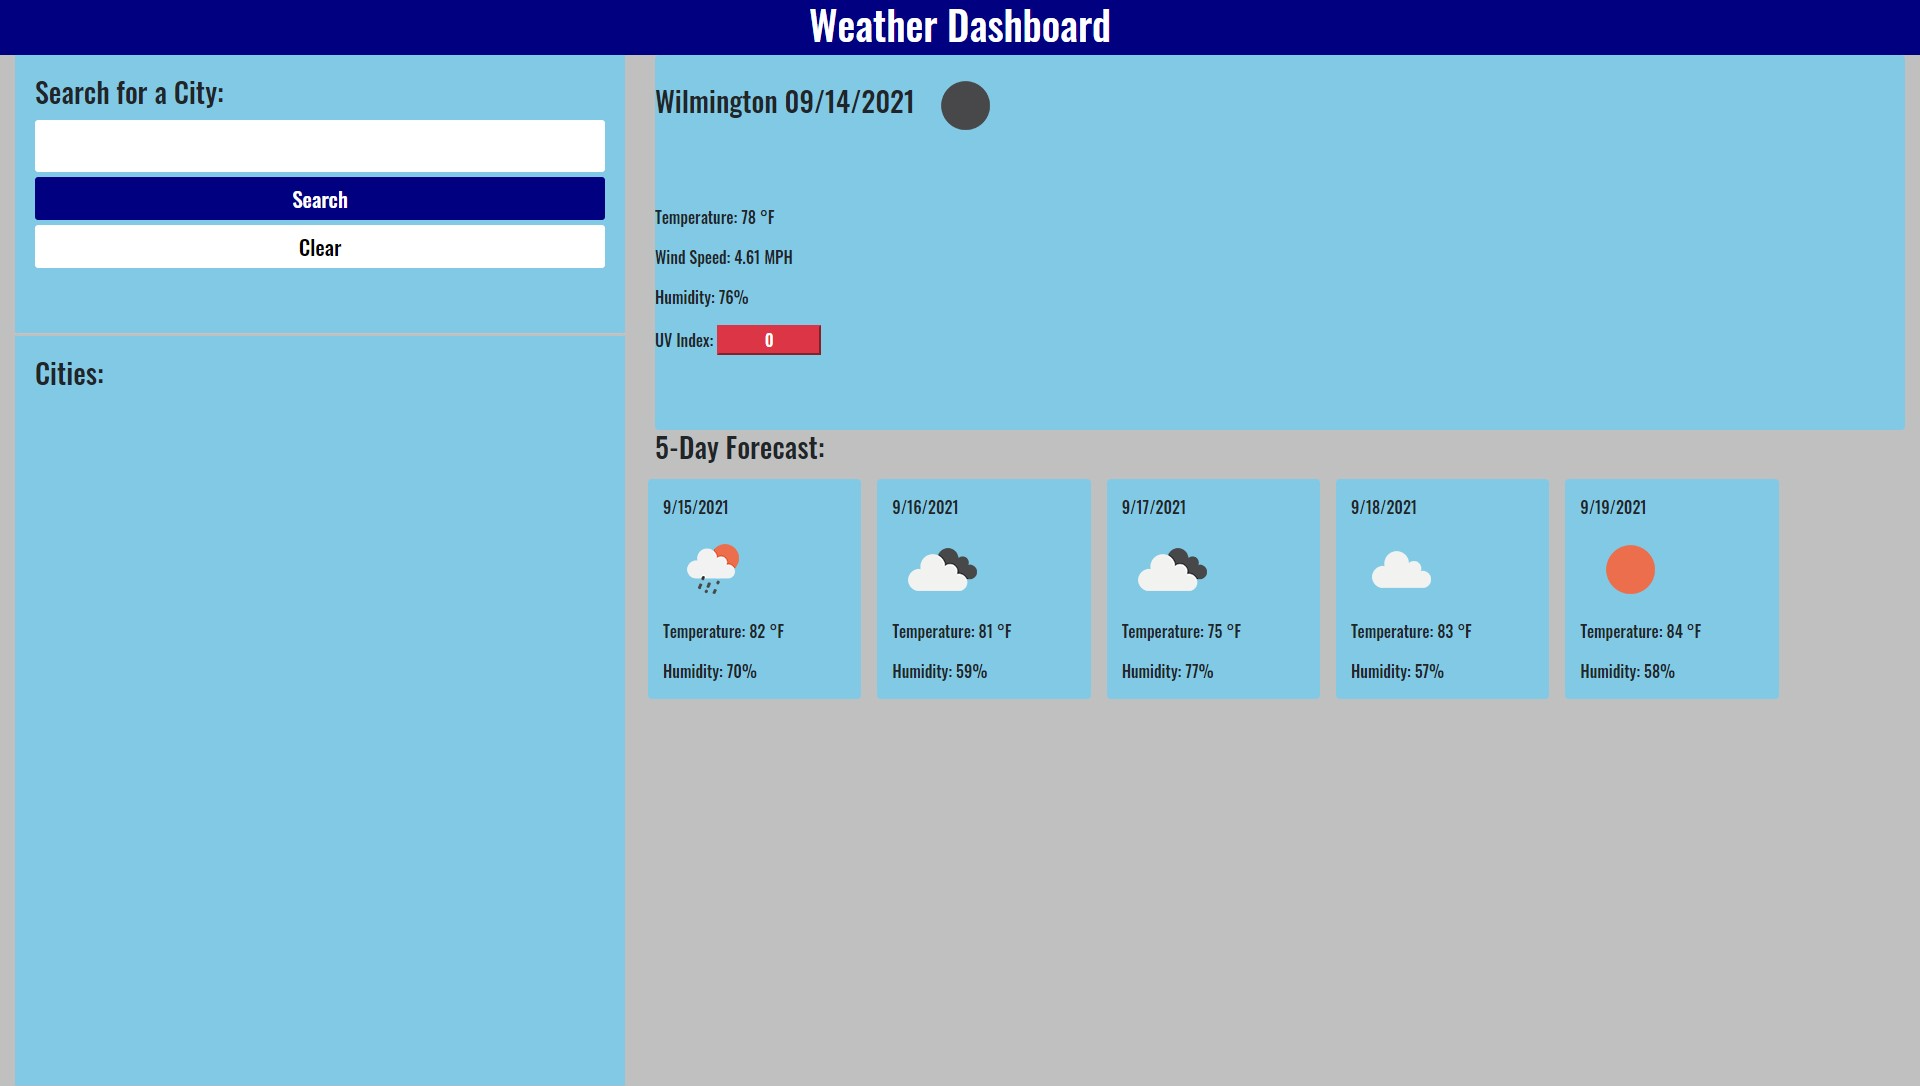 Weather Dashboard
Search for a City:
Search
Clear
Cities:
Wilmington 09/14/2021
Temperature: 78 °F
Wind Speed: 4.61 MPH
Humidity: 76%
UV Index: 0
5-Day Forecast:
9/15/2021
Temperature: 82 °F
Humidity: 70%
9/16/2021
Temperature: 81 °F
Humidity: 59%
9/17/2021
Temperature: 75 °F
Humidity: 77%
9/18/2021
Temperature: 83 °F
Humidity: 57%
9/19/2021
Temperature: 84 °F
Humidity: 58%